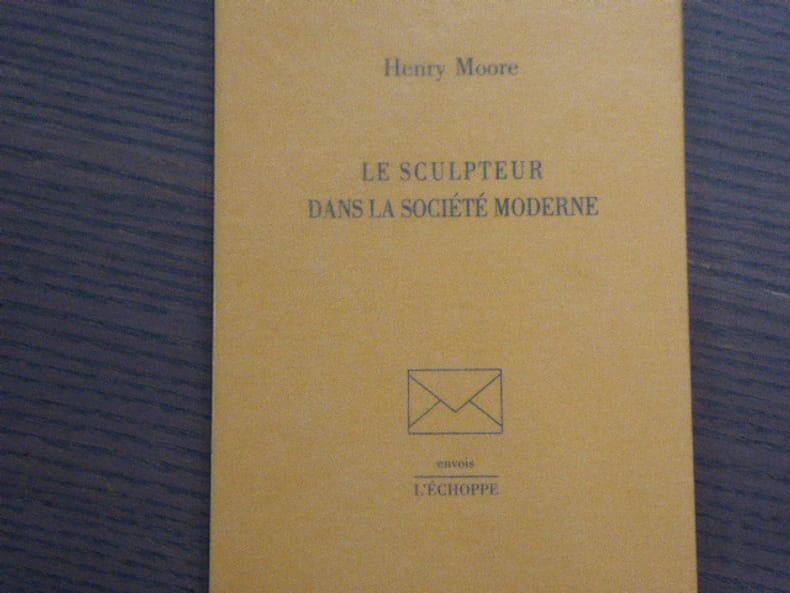 Henry Moore
LE SCULPTEUR
DANS LA SOCIÉTÉ MODERNE
envois
L'ÉCHOPPE